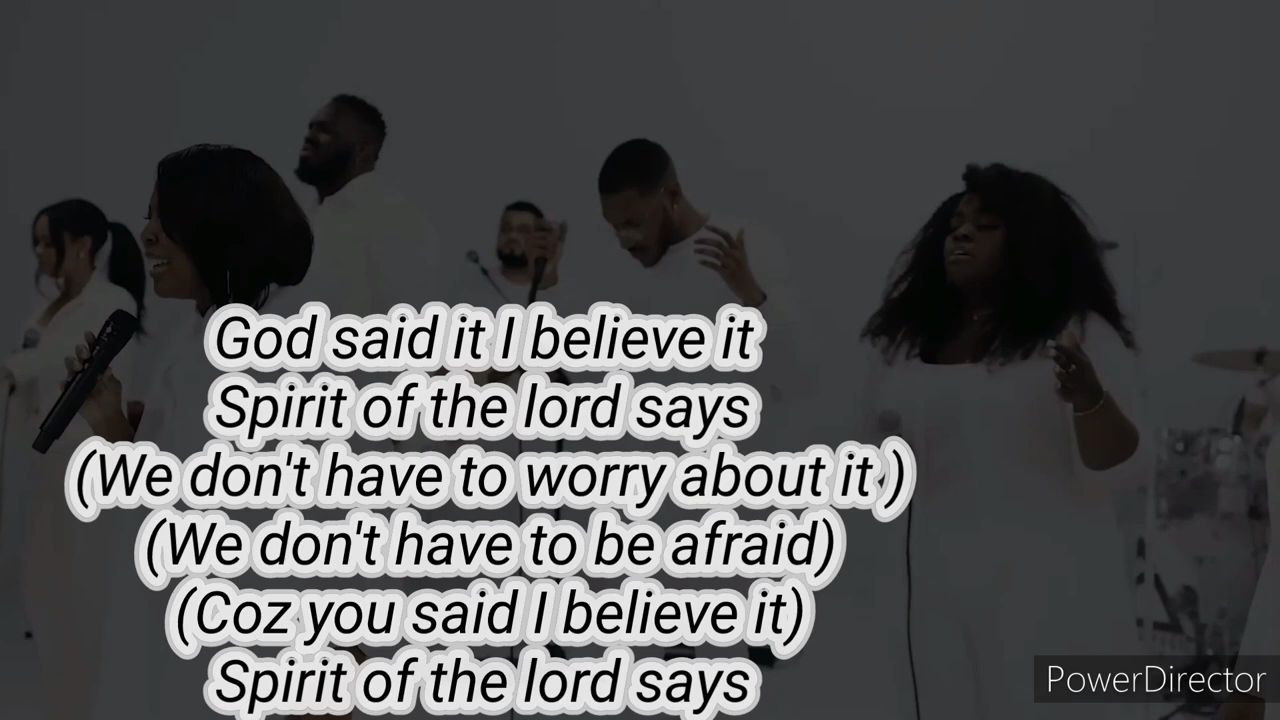 God said it I believe it
Spirit of the lord says
(We don't have to worry about it )
(We don't have to be afraid)
(Coz you said I believe it)
Spirit of the lord says
PowerDirector